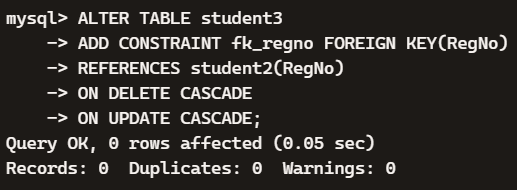 mysql> ALTER TABLE student3
    -> ADD CONSTRAINT fk_regno FOREIGN KEY(RegNo)
    -> REFERENCES student2(RegNo)
    -> ON DELETE CASCADE
    -> ON UPDATE CASCADE;
Query OK, 0 rows affected (0.05 sec)
Records: 0  Duplicates: 0  Warnings: 0